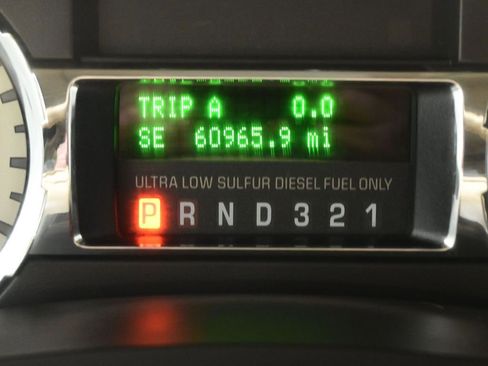 TRIP A 0.0
SE 60965.9 mi
ULTRA LOW SULFUR DIESEL FUEL ONLY
P R N D 3 2 1